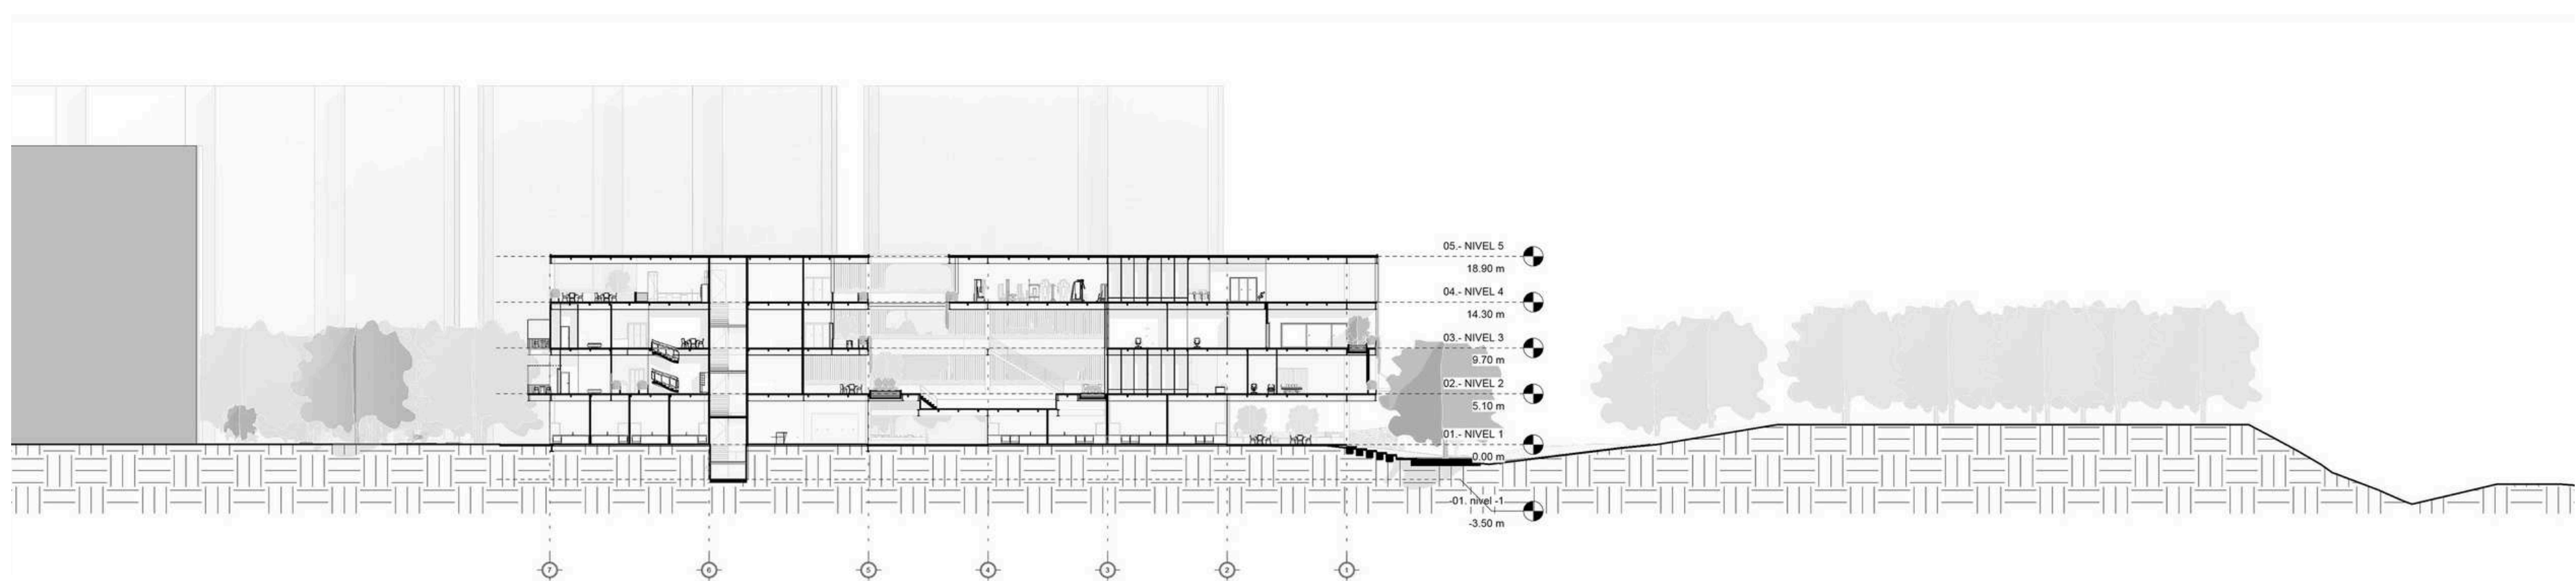 05.- NIVEL 5
18.90 m
04.- NIVEL 4
14.30 m
03.- NIVEL 3
9.70 m
02.- NIVEL 2
5.10 m
01.- NIVEL 1
0.00 m
-01. nivel -1
-3.50 m
7 6 5 4 3 2 1